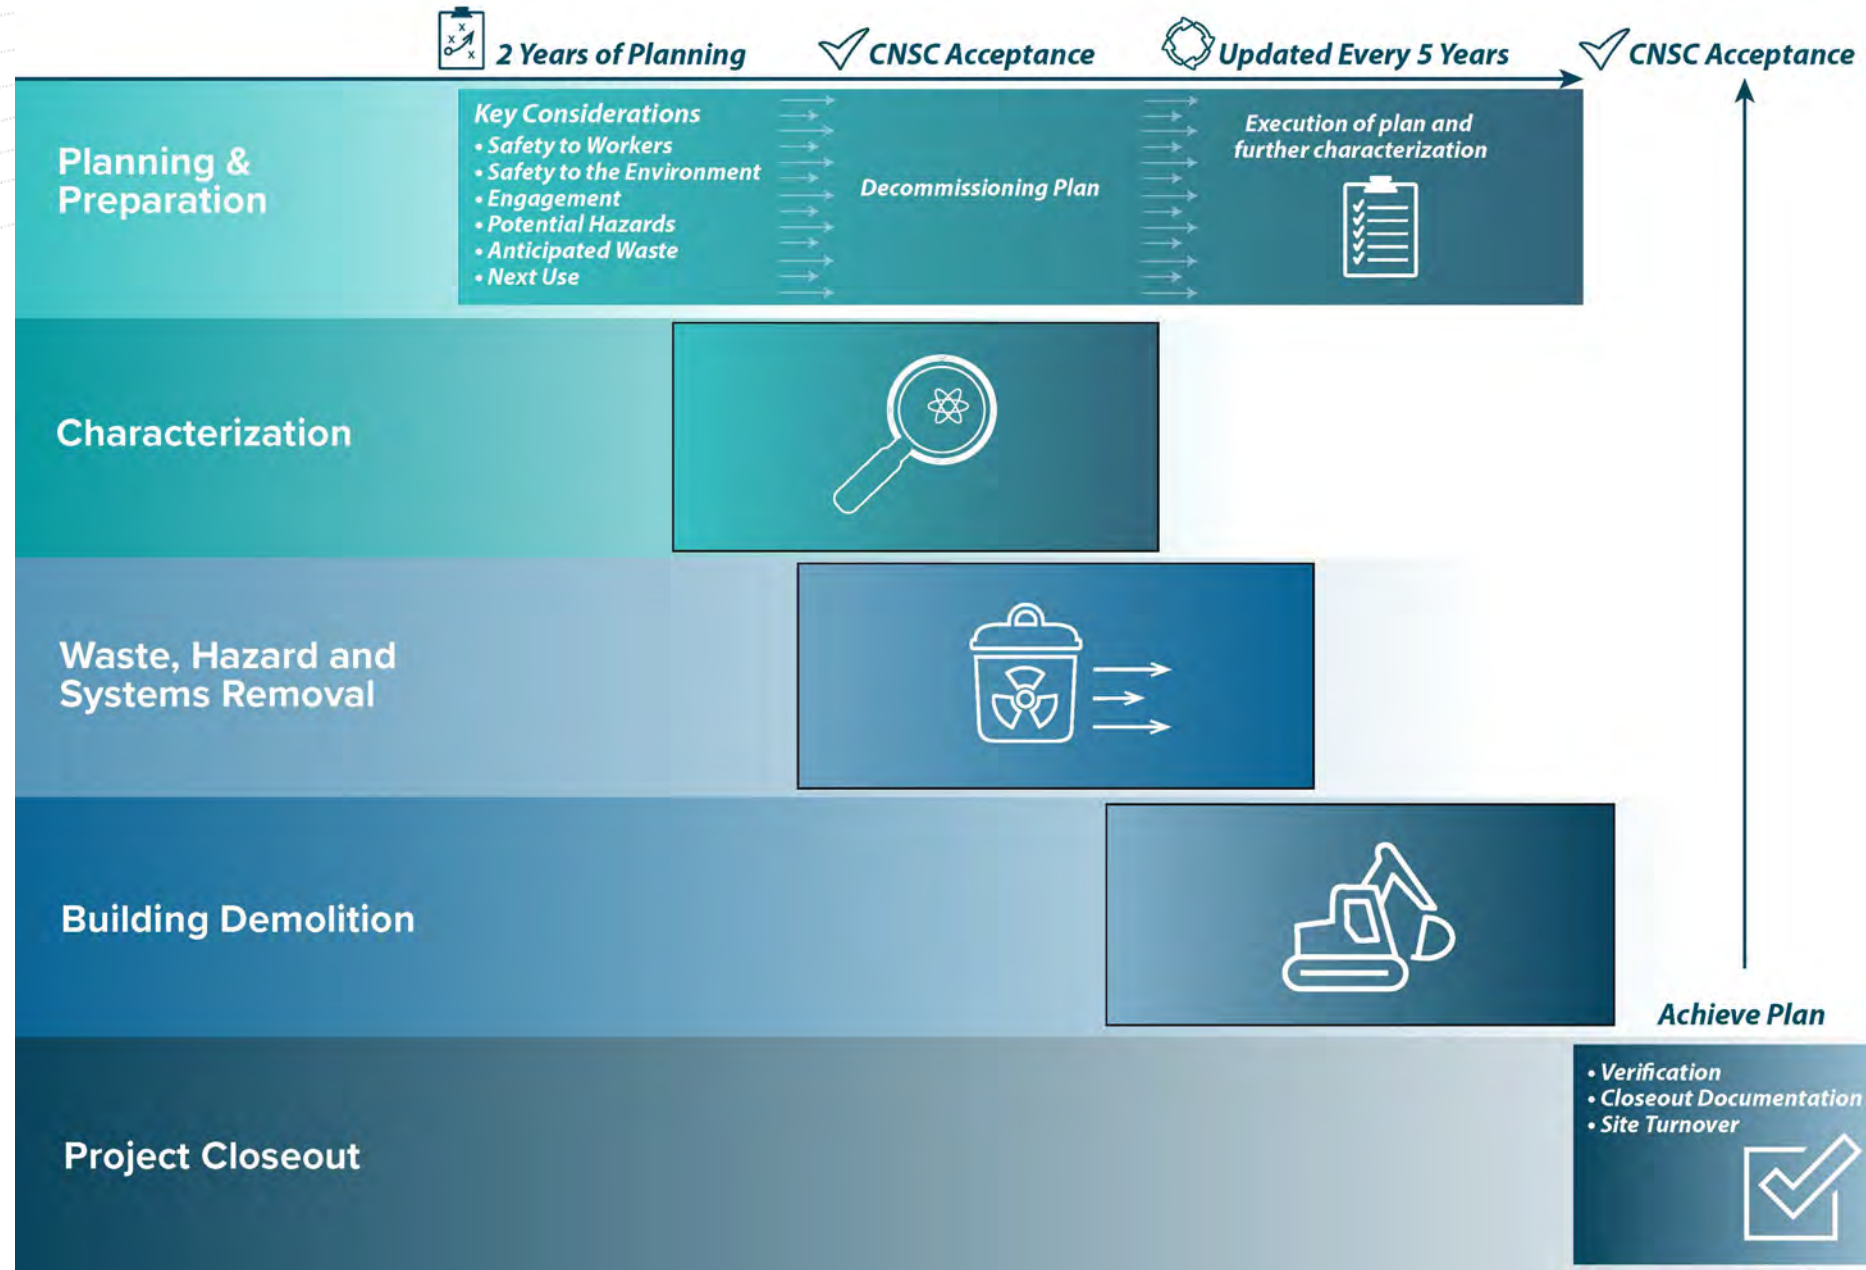 2 Years of Planning
CNSC Acceptance
Updated Every 5 Years
CNSC Acceptance
Planning &
Preparation
Key Considerations
• Safety to Workers
• Safety to the Environment
• Engagement
• Potential Hazards
• Anticipated Waste
• Next Use
Decommissioning Plan
Execution of plan and
further characterization
Characterization
Waste, Hazard and
Systems Removal
Building Demolition
Achieve Plan
Project Closeout
• Verification
• Closeout Documentation
• Site Turnover